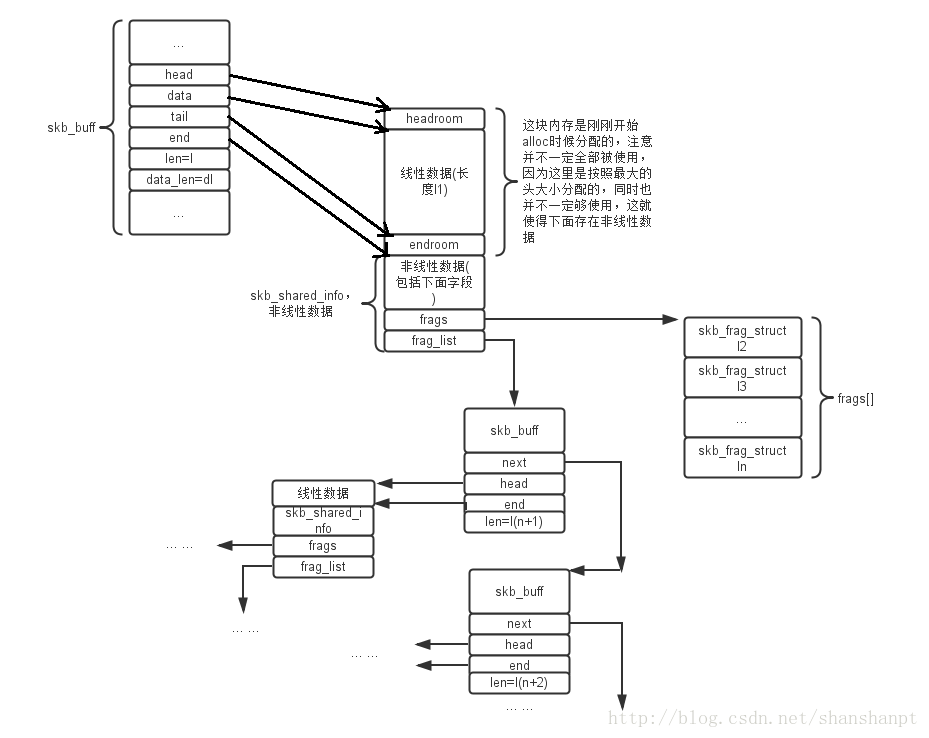 ...
head
data
tail
end
len=l
data_len=dl
...
skb_buff
headroom
线性数据(长
度l1)
endroom
非线性数据(
包括下面字段
)
frags
frag_list
这块内存是刚刚开始
alloc时候分配的，注意
并不一定全部被使用，
因为这里是按照最大的
头大小分配的，同时也
并不一定够使用，这就
使得下面存在非线性数
据
skb_shared_info，
非线性数据
skb_frag_struct
l2
skb_frag_struct
l3
...
skb_frag_struct
ln
frags[]
skb_buff
next
head
end
len=l(n+1)
线性数据
skb_shared_i
nfo
frags
frag_list
... ...
... ...
skb_buff
next
head
end
len=l(n+2)
... ...
... ...
http://blog.csdn.net/shanshanpt